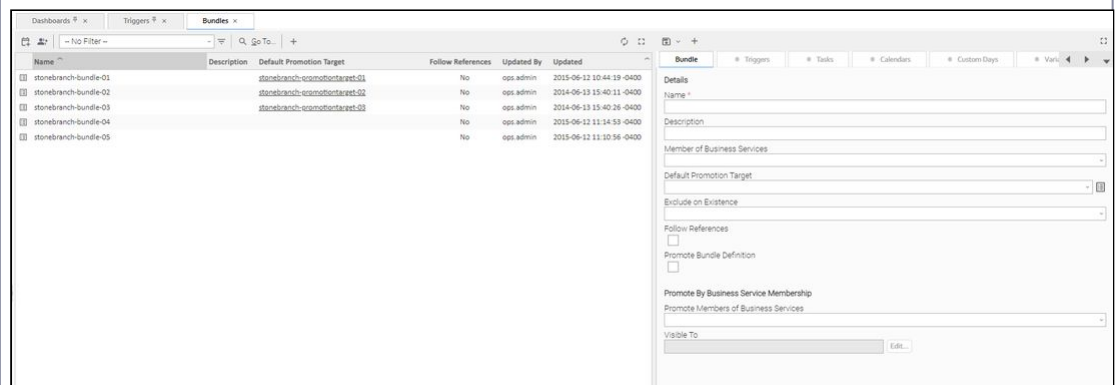 Dashboards × Triggers × Bundles ×
-- No Filter -- Go To... +
Name Description Default Promotion Target Follow References Updated By Updated
stonebranch-bundle-01 stonebranch-promotiontarget-01 No ops.admin 2015-06-12 10:44:19 -0400
stonebranch-bundle-02 stonebranch-promotiontarget-02 No ops.admin 2014-06-13 15:40:11 -0400
stonebranch-bundle-03 stonebranch-promotiontarget-03 No ops.admin 2014-06-13 15:40:26 -0400
stonebranch-bundle-04 No ops.admin 2015-06-12 11:14:53 -0400
stonebranch-bundle-05 No ops.admin 2015-06-12 11:10:56 -0400
Bundle Triggers Tasks Calendars Custom Days
Details
Name *
Description
Member of Business Services
Default Promotion Target
Exclude on Existence
Follow References
Promote Bundle Definition
Promote By Business Service Membership
Promote Members of Business Services
Visible To
Edit...